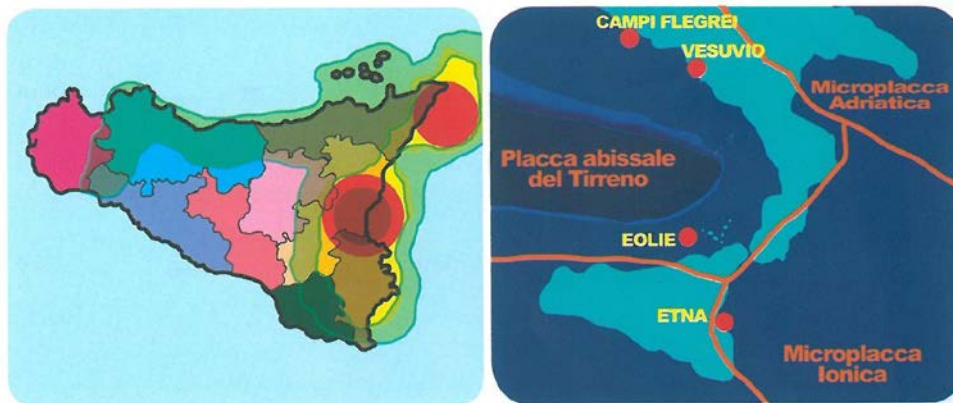 CAMPI FLEGREI
VESUVIO
Microplacca
Adriatica
Placca abissale
del Tirreno
EOLIE
ETNA
Microplacca
Ionica